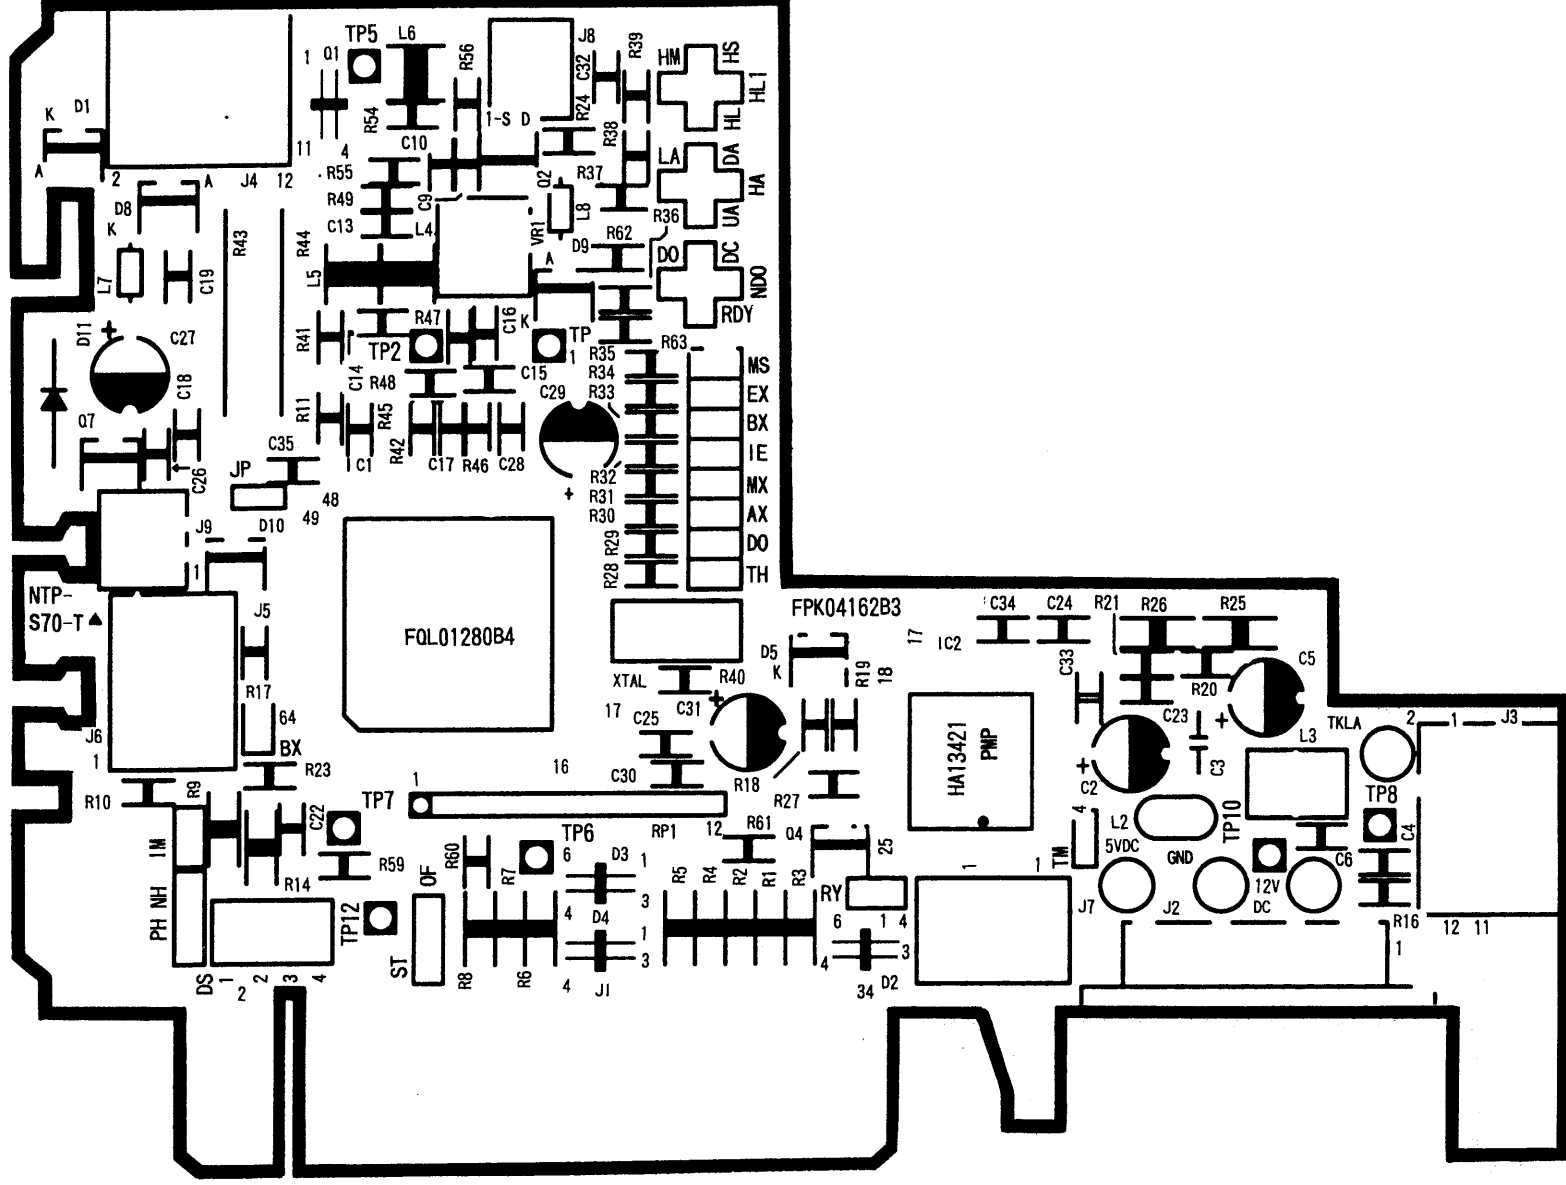 TP5
L6
R56
J8
C32
R39
HM
HS
HL1
HL
1
Q1
K
D1
R54
R24
1-S D
C10
R38
11
4
A
2
A
J4
12
R55
R49
C9
Q2
R37
LA
DA
HA
UA
D8
C13
L4
VR1
L8
R36
K
R43
R44
D9
R62
DO
DC
NDO
RDY
L7
C19
L5
A
D11
+
C27
R41
R47
C16
K
TP
1
TP2
R63
R35
MS
C14
R48
C15
R34
EX
C18
C29
R33
BX
Q7
R11
R45
R42
C1
C17
R46
C28
IE
C35
JP
C26
R32
MX
+
R31
48
49
R30
AX
J9
D10
R29
DO
1
R28
TH
NTP-
S70-T
J5
FQL01280B4
FPK04162B3
17
IC2
C34
C24
R21
R26
R25
D5
K
R19
18
C33
R20
C5
XTAL
R40
R17
64
BX
17
C31
+
C25
HA13421
PMP
C23
+
TKLA
2
1
J3
J6
1
L3
C3
16
C30
R18
+
C2
R23
R10
R9
1
TP7
R27
TP8
C22
RP1
12
TP6
R61
Q4
25
4
L2
TP10
C4
IM
R60
6
D3
1
TM
5VDC
GND
C6
R59
OF
R7
R5
R4
R2
R1
R3
1
1
12V
DC
R14
3
RY
PH
NH
TP12
4
D4
1
6
1
4
J7
J2
R16
12
11
1
ST
3
4
3
DS
1
2
3
4
R8
R6
4
J1
D2
34
2